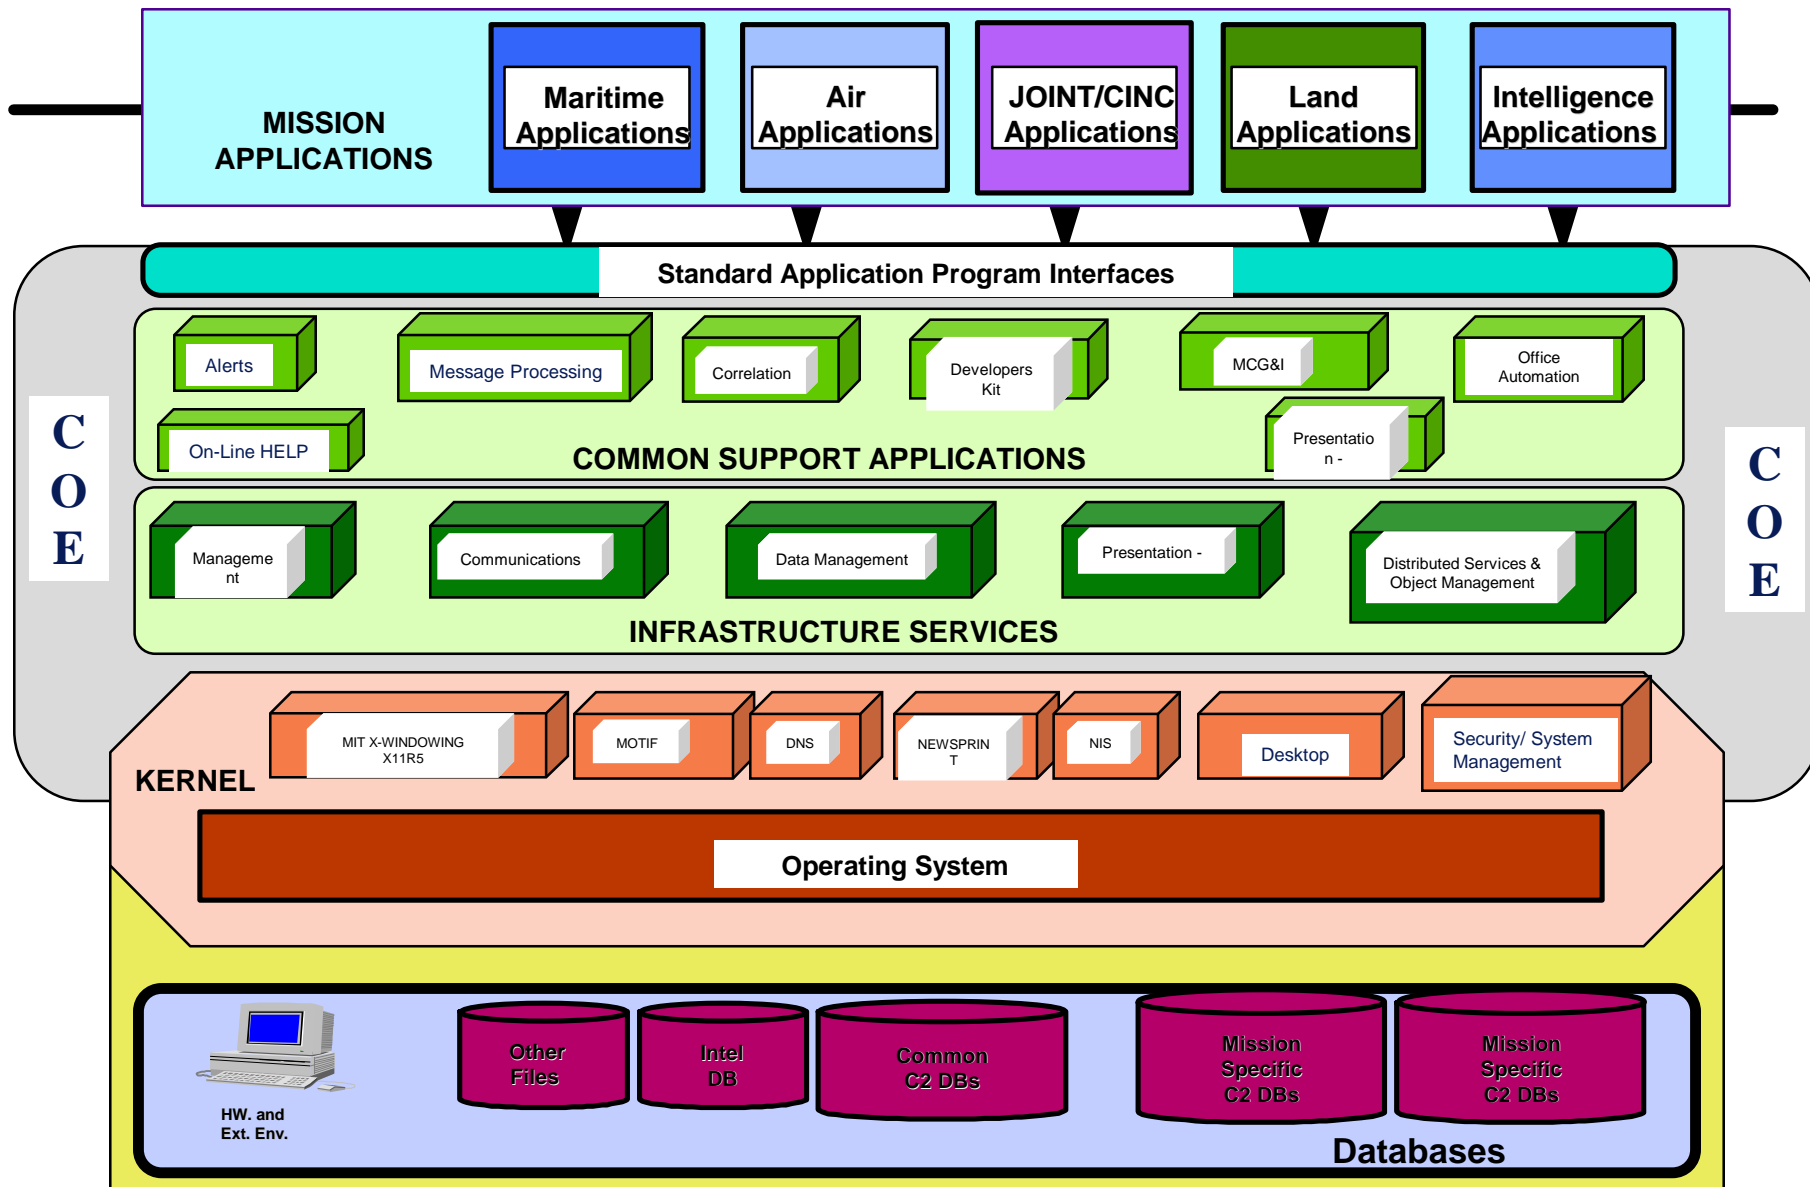 MISSION
APPLICATIONS
Maritime
Applications
Air
Applications
JOINT/CINC
Applications
Land
Applications
Intelligence
Applications
Standard Application Program Interfaces
C
O
E
C
O
E
Alerts
Message Processing
Correlation
Developers
Kit
MCG&I
Office
Automation
On-Line HELP
COMMON SUPPORT APPLICATIONS
Presentatio
n -
Manageme
nt
Communications
Data Management
Presentation -
Distributed Services &
Object Management
INFRASTRUCTURE SERVICES
KERNEL
MIT X-WINDOWING
X11R5
MOTIF
DNS
NEWSPRIN
T
NIS
Desktop
Security/ System
Management
Operating System
HW. and
Ext. Env.
Other
Files
Intel
DB
Common
C2 DBs
Mission
Specific
C2 DBs
Mission
Specific
C2 DBs
Databases